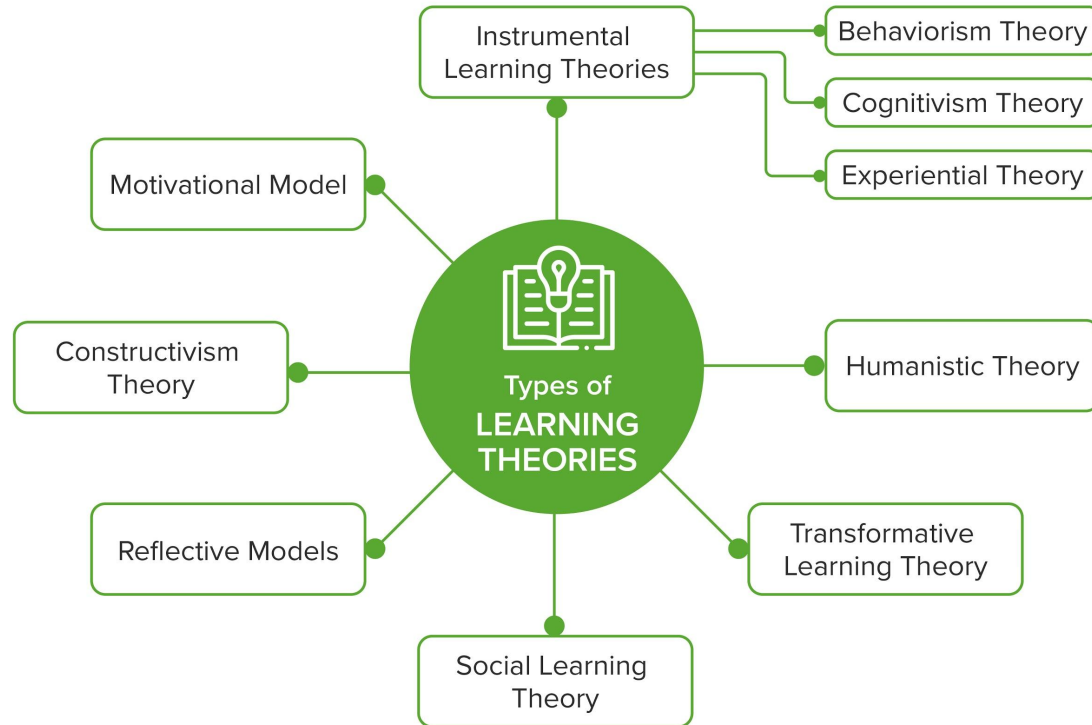 Instrumental
Learning Theories
Behaviorism Theory
Cognitivism Theory
Experiential Theory
Motivational Model
Constructivism
Theory
Types of
LEARNING
THEORIES
Humanistic Theory
Reflective Models
Transformative
Learning Theory
Social Learning
Theory